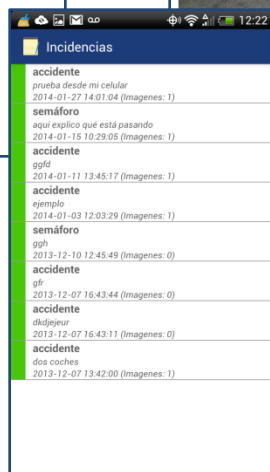 12:22
Incidencias
accidente
prueba desde mi celular
2014-01-27 14:01:04 (Imagenes: 1)
semáforo
aqui explico qué está pasando
2014-01-15 10:29:05 (Imagenes: 1)
accidente
ggfd
2014-01-11 13:45:17 (Imagenes: 1)
accidente
ejemplo
2014-01-03 12:03:29 (Imagenes: 1)
semáforo
ggh
2013-12-10 12:45:49 (Imagenes: 0)
accidente
gfr
2013-12-07 16:43:44 (Imagenes: 0)
accidente
dkdjejeur
2013-12-07 16:43:11 (Imagenes: 0)
accidente
dos coches
2013-12-07 13:42:00 (Imagenes: 1)